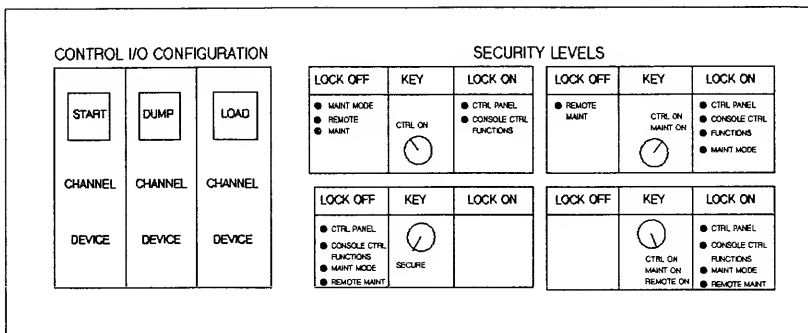 CONTROL I/O CONFIGURATION
START
DUMP
LOAD
CHANNEL
CHANNEL
CHANNEL
DEVICE
DEVICE
DEVICE
SECURITY LEVELS
LOCK OFF
KEY
LOCK ON
● MAINT MODE
● REMOTE
● MAINT
CTRL ON
● CTRL PANEL
● CONSOLE CTRL
FUNCTIONS
LOCK OFF
KEY
LOCK ON
● REMOTE
MAINT
CTRL ON
MAINT ON
● CTRL PANEL
● CONSOLE CTRL
● FUNCTIONS
● MAINT MODE
LOCK OFF
KEY
LOCK ON
● CTRL PANEL
● CONSOLE CTRL
FUNCTIONS
● MAINT MODE
● REMOTE MAINT
SECURE
LOCK OFF
KEY
LOCK ON
CTRL ON
MAINT ON
REMOTE ON
● CTRL PANEL
● CONSOLE CTRL
FUNCTIONS
● MAINT MODE
● REMOTE MAINT